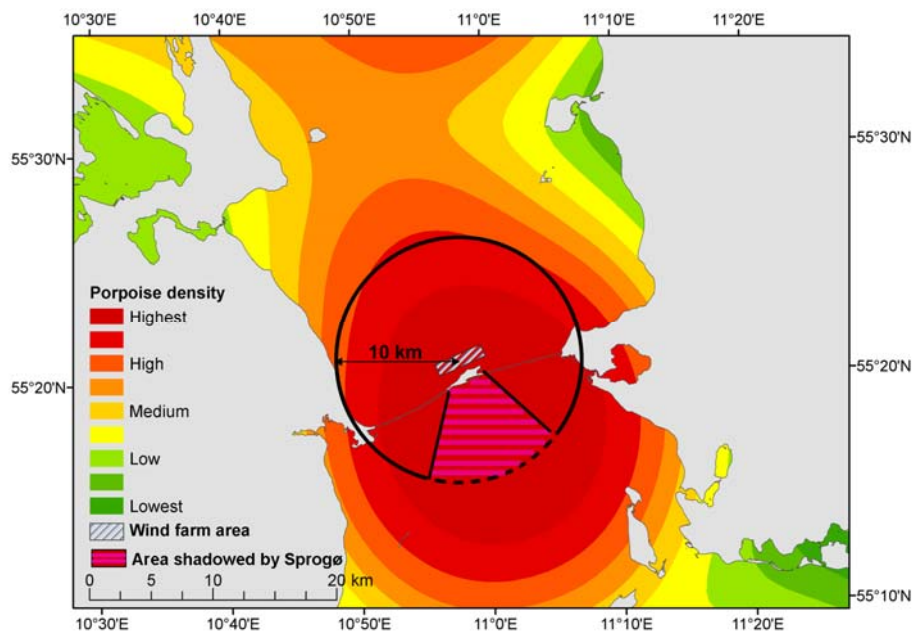 10°30'E 10°40'E 10°50'E 11°0'E 11°10'E 11°20'E
55°30'N 55°30'N
Porpoise density
Highest
High
Medium
Low
Lowest
Wind farm area
Area shadowed by Sprogø
0 5 10 20 km
10 km
55°20'N 55°20'N
55°10'N 55°10'N
10°30'E 10°40'E 10°50'E 11°0'E 11°10'E 11°20'E